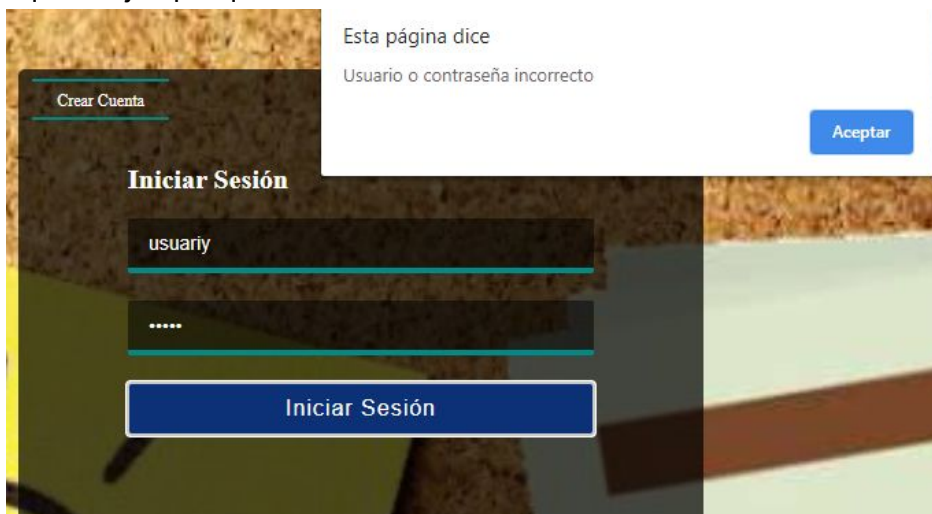 Esta página dice
Usuario o contraseña incorrecto
Aceptar
Crear Cuenta
Iniciar Sesión
usuariy
•••••
Iniciar Sesión